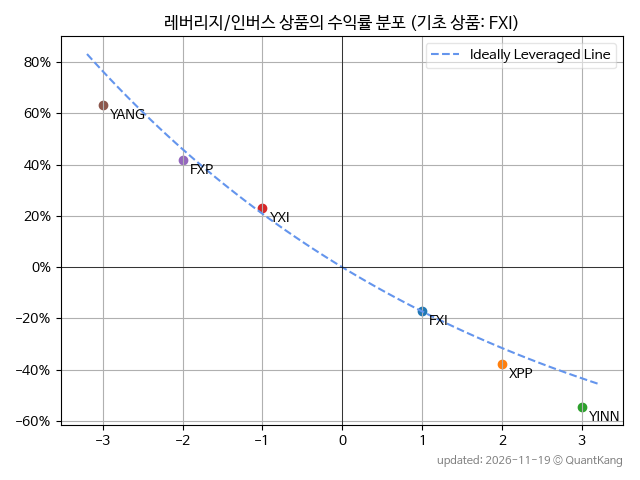 레버리지/인버스 상품의 수익률 분포 (기초 상품: FXI)
Ideally Leveraged Line
80%
60%
40%
20%
0%
-20%
-40%
-60%
YANG
FXP
YXI
FXI
XPP
YINN
-3 -2 -1 0 1 2 3
updated: 2026-11-19 © QuantKang